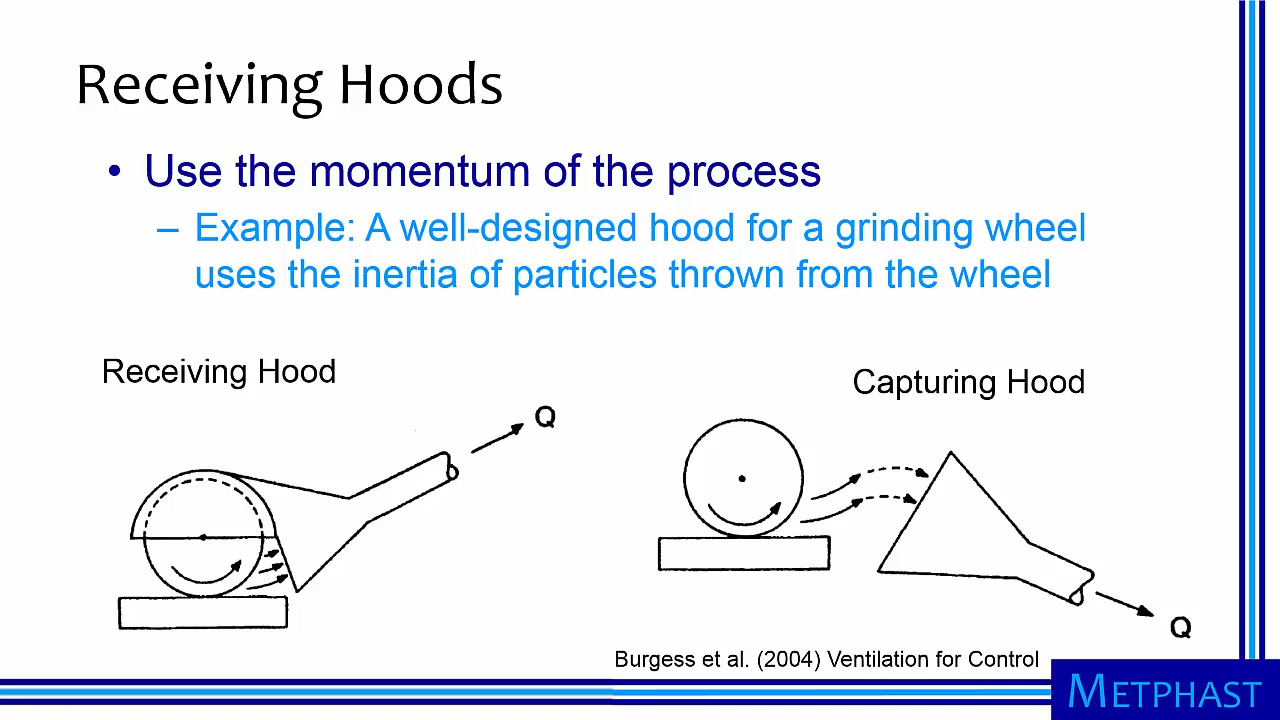 Receiving Hoods
• Use the momentum of the process
– Example: A well-designed hood for a grinding wheel
uses the inertia of particles thrown from the wheel
Receiving Hood
Capturing Hood
Q
Q
Burgess et al. (2004) Ventilation for Control
METPHAST